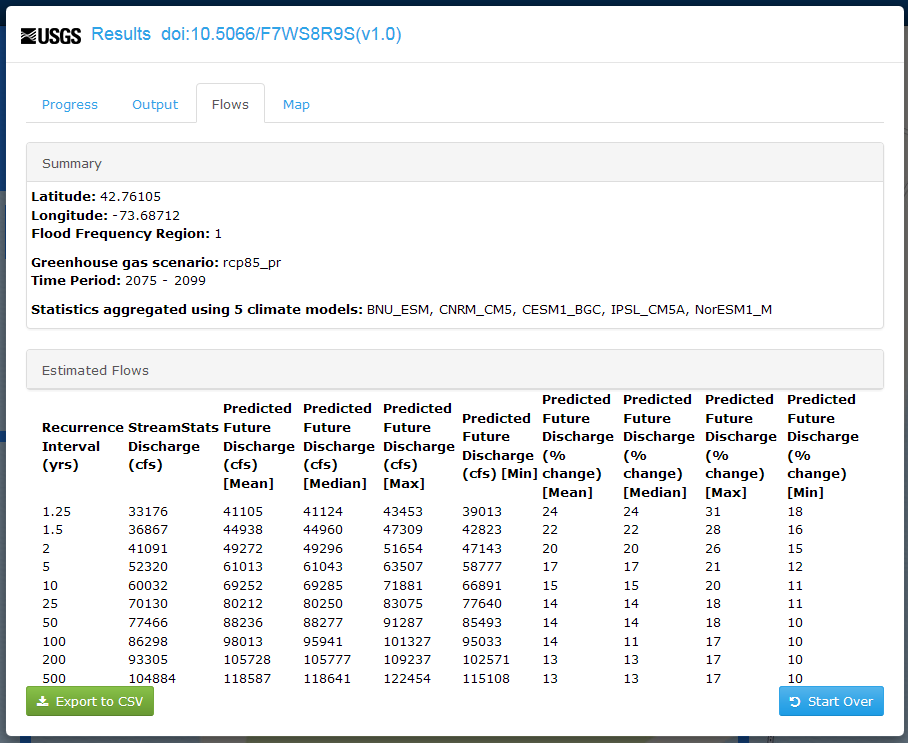 USGS Results doi:10.5066/F7WS8R9S(v1.0)
Progress Output Flows Map
Summary
Latitude: 42.76105
Longitude: -73.68712
Flood Frequency Region: 1
Greenhouse gas scenario: rcp85_pr
Time Period: 2075 - 2099
Statistics aggregated using 5 climate models: BNU_ESM, CNRM_CM5, CESM1_BGC, IPSL_CM5A, NorESM1_M
Estimated Flows
Recurrence Interval (yrs) StreamStats Discharge (cfs) Predicted Future Discharge (cfs) [Mean] Predicted Future Discharge (cfs) [Median] Predicted Future Discharge (cfs) [Max] Predicted Future Discharge (cfs) [Min] Predicted Future Discharge (% change) [Mean] Predicted Future Discharge (% change) [Median] Predicted Future Discharge (% change) [Max] Predicted Future Discharge (% change) [Min]
1.25 33176 41105 41124 43453 39013 24 24 31 18
1.5 36867 44938 44960 47309 42823 22 22 28 16
2 41091 49272 49296 51654 47143 20 20 26 15
5 52320 61013 61043 63507 58777 17 17 21 12
10 60032 69252 69285 71881 66891 15 15 20 11
25 70130 80212 80250 83075 77640 14 14 18 11
50 77466 88236 88277 91287 85493 14 14 18 10
100 86298 98013 95941 101327 95033 14 11 17 10
200 93305 105728 105777 109237 102571 13 13 17 10
500 104884 118587 118641 122454 115108 13 13 17 10
Export to CSV Start Over